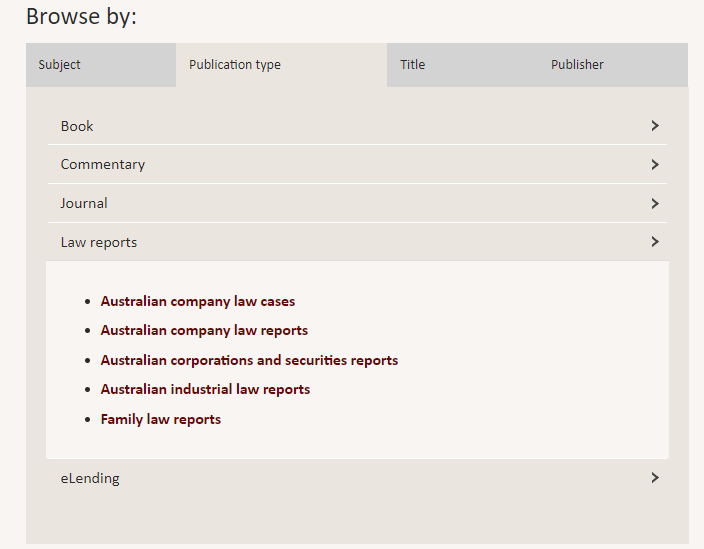 Browse by:
Subject Publication type Title Publisher
Book
Commentary
Journal
Law reports
Australian company law cases
Australian company law reports
Australian corporations and securities reports
Australian industrial law reports
Family law reports
eLending